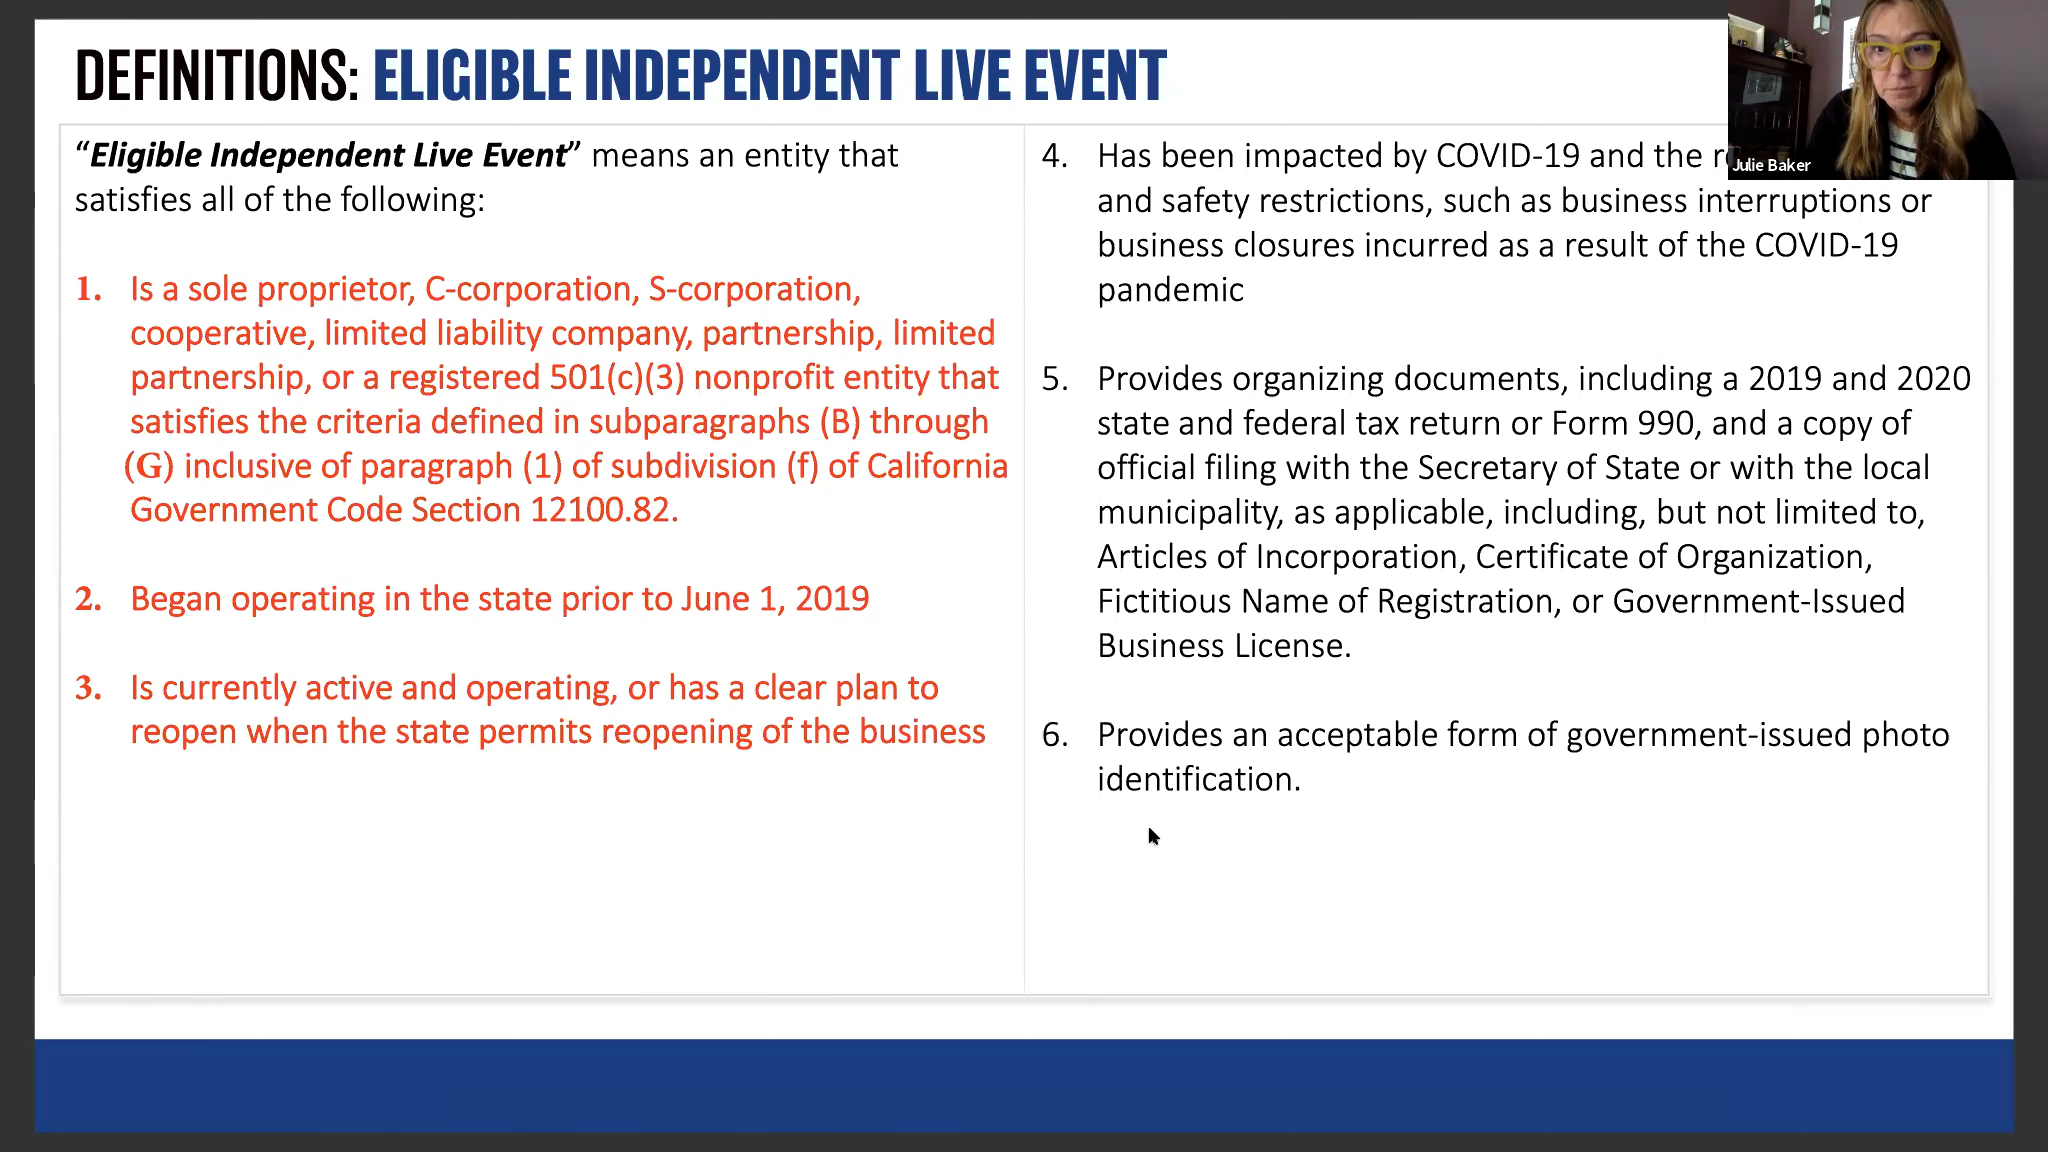 DEFINITIONS: ELIGIBLE INDEPENDENT LIVE EVENT
“Eligible Independent Live Event” means an entity that
satisfies all of the following:
1. Is a sole proprietor, C-corporation, S-corporation,
cooperative, limited liability company, partnership, limited
partnership, or a registered 501(c)(3) nonprofit entity that
satisfies the criteria defined in subparagraphs (B) through
(G) inclusive of paragraph (1) of subdivision (f) of California
Government Code Section 12100.82.
2. Began operating in the state prior to June 1, 2019
3. Is currently active and operating, or has a clear plan to
reopen when the state permits reopening of the business
4. Has been impacted by COVID-19 and the
and safety restrictions, such as business interruptions or
business closures incurred as a result of the COVID-19
pandemic
5. Provides organizing documents, including a 2019 and 2020
state and federal tax return or Form 990, and a copy of
official filing with the Secretary of State or with the local
municipality, as applicable, including, but not limited to,
Articles of Incorporation, Certificate of Organization,
Fictitious Name of Registration, or Government-Issued
Business License.
6. Provides an acceptable form of government-issued photo
identification.
Julie Baker